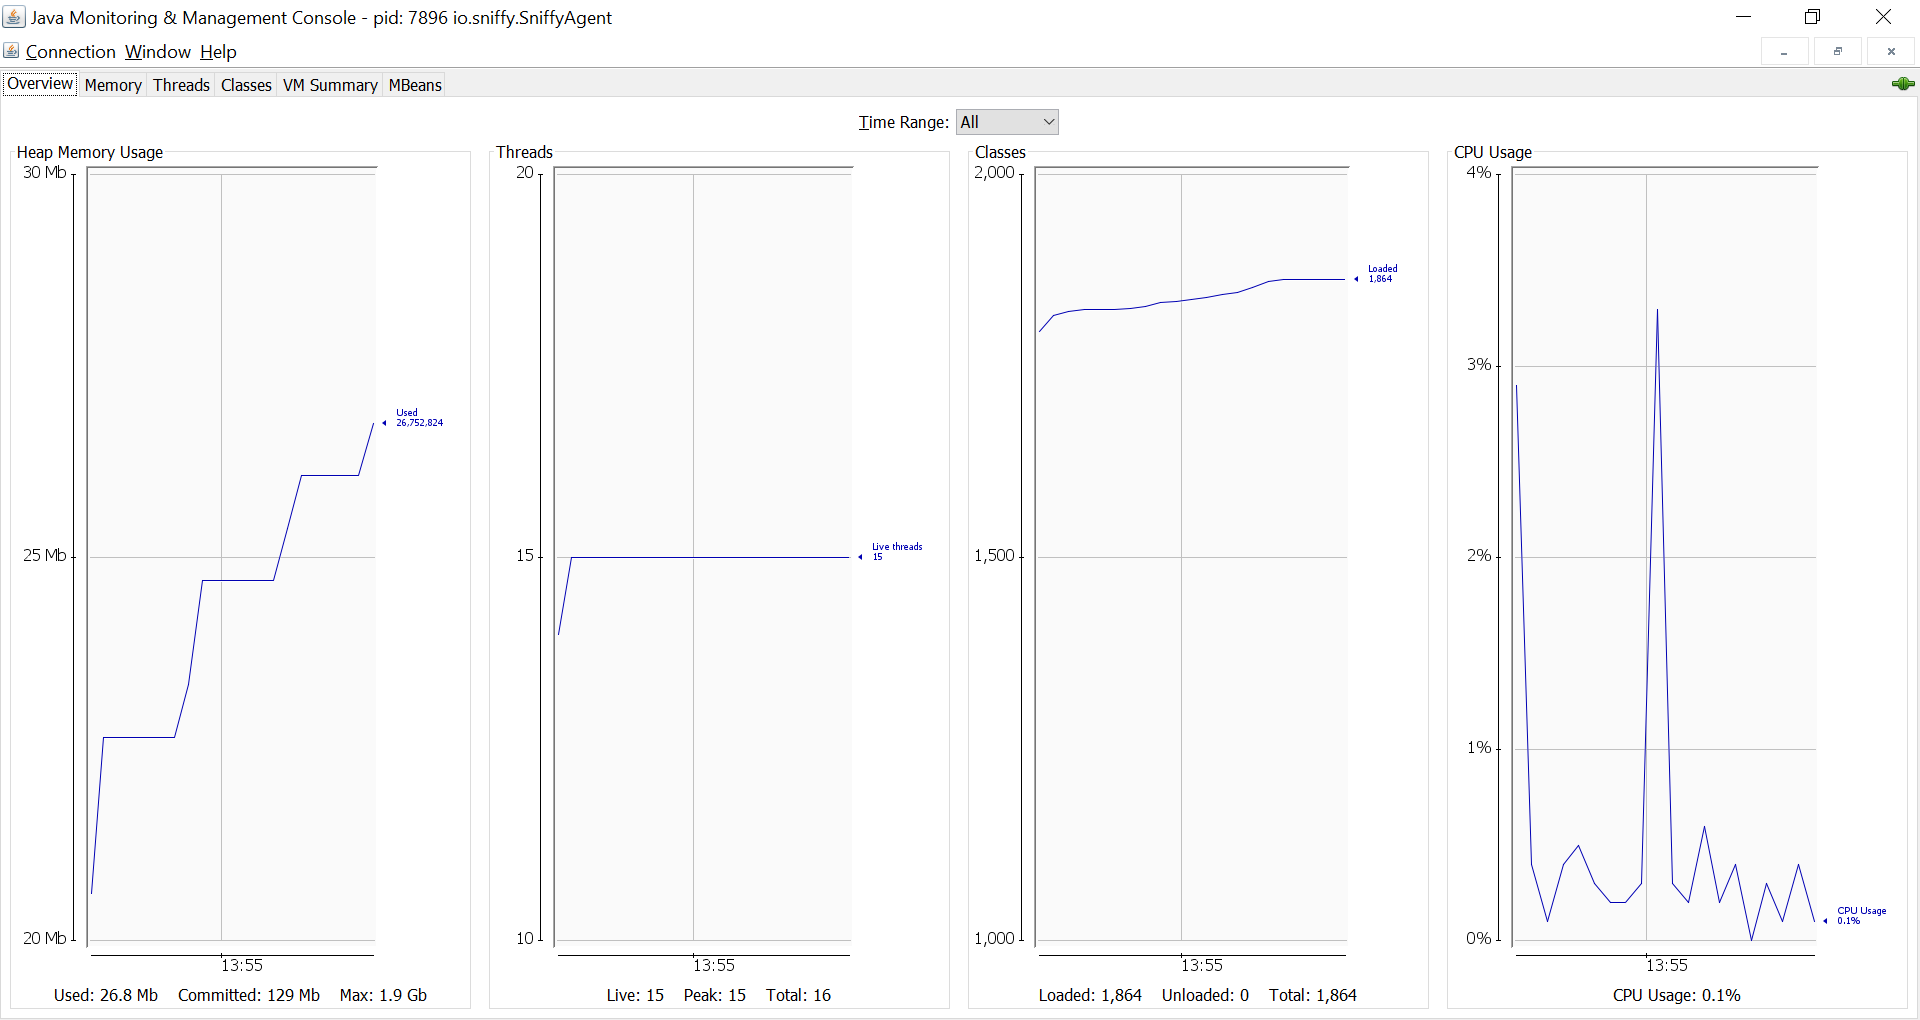 Java Monitoring & Management Console - pid: 7896 io.sniffy.SniffyAgent
Connection Window Help
Overview Memory Threads Classes VM Summary MBeans
Time Range: All
Heap Memory Usage
30 Mb
25 Mb
20 Mb
Used
26,752,824
13:55
Used: 26.8 Mb Committed: 129 Mb Max: 1.9 Gb
Threads
20
15
10
Live threads
15
13:55
Live: 15 Peak: 15 Total: 16
Classes
2,000
1,500
1,000
Loaded
1,864
13:55
Loaded: 1,864 Unloaded: 0 Total: 1,864
CPU Usage
4%
3%
2%
1%
0%
CPU Usage
0.1%
13:55
CPU Usage: 0.1%